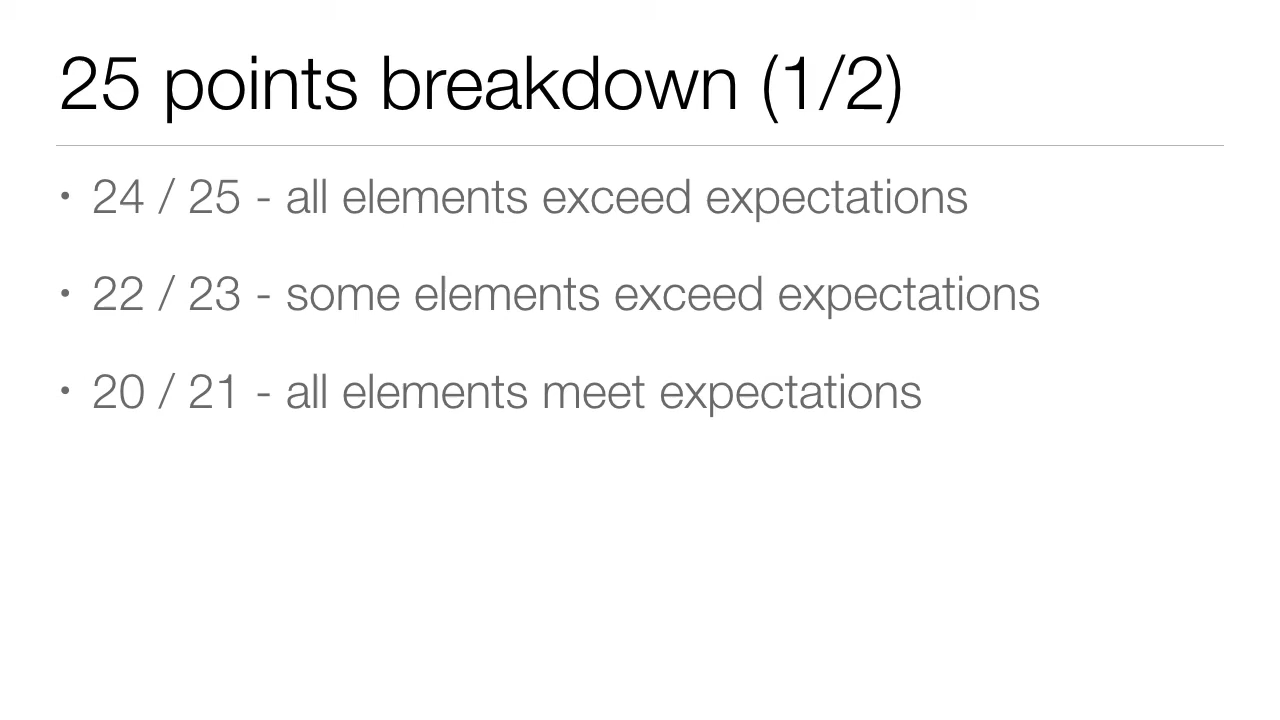 25 points breakdown (1/2)
• 24 / 25 - all elements exceed expectations
• 22 / 23 - some elements exceed expectations
• 20 / 21 - all elements meet expectations